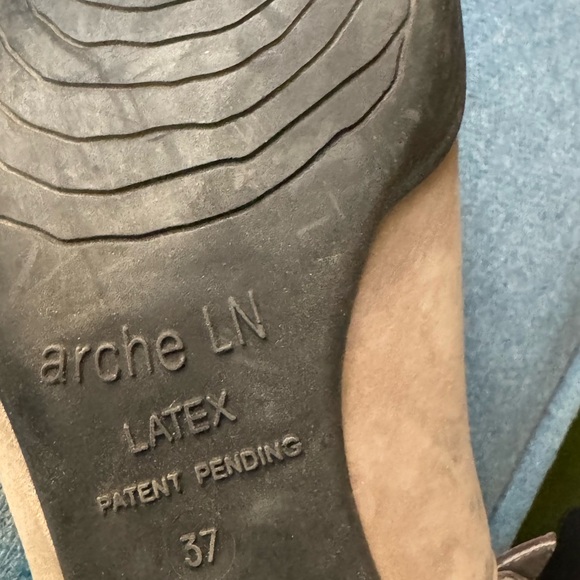 arche LN
LATEX
PATENT PENDING
37